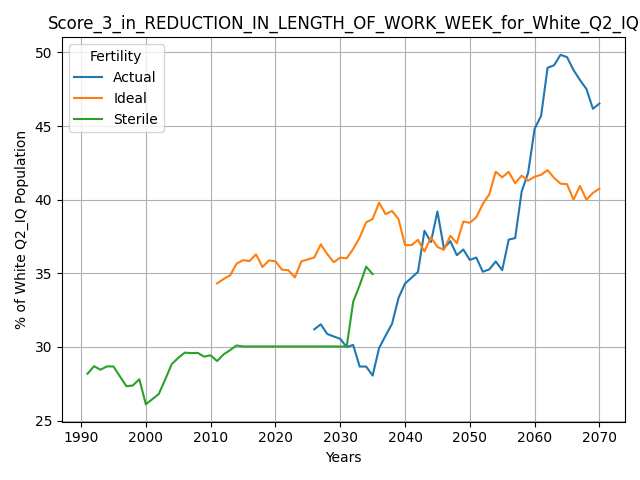 Score_3_in_REDUCTION_IN_LENGTH_OF_WORK_WEEK_for_White_Q2_IQ
Fertility
Actual
Ideal
Sterile
% of White Q2_IQ Population
50
45
40
35
30
25
1990 2000 2010 2020 2030 2040 2050 2060 2070
Years